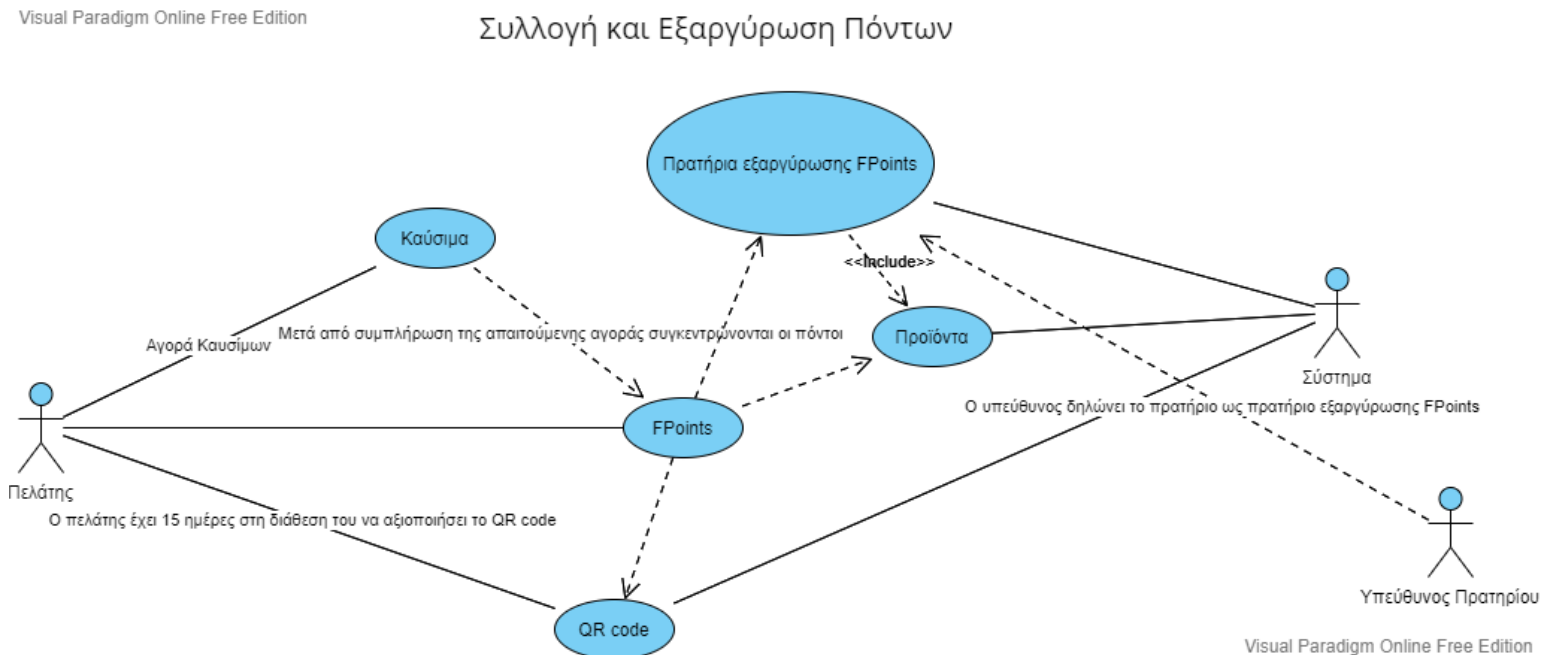 Visual Paradigm Online Free Edition
Συλλογή και Εξαργύρωση Πόντων
Πρατήρια εξαργύρωσης FPoints
Καύσιμα
<<Include>>
Μετά από συμπλήρωση της απαιτούμενης αγοράς συγκεντρώνονται οι πόντοι
Προϊόντα
Αγορά Καυσίμων
Σύστημα
Ο υπεύθυνος δηλώνει το πρατήριο ως πρατήριο εξαργύρωσης FPoints
FPoints
Πελάτης
Ο πελάτης έχει 15 ημέρες στη διάθεση του να αξιοποιήσει το QR code
Υπεύθυνος Πρατηρίου
QR code
Visual Paradigm Online Free Edition